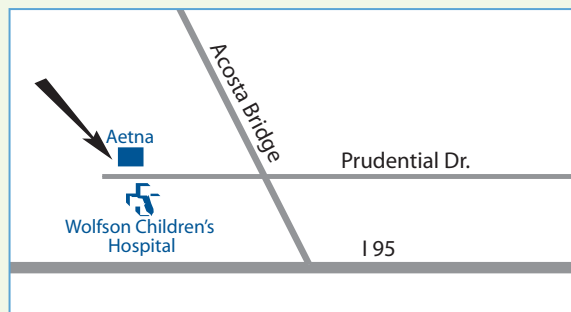 Acosta Bridge
Aetna
Prudential Dr.
Wolfson Children’s
Hospital
I 95